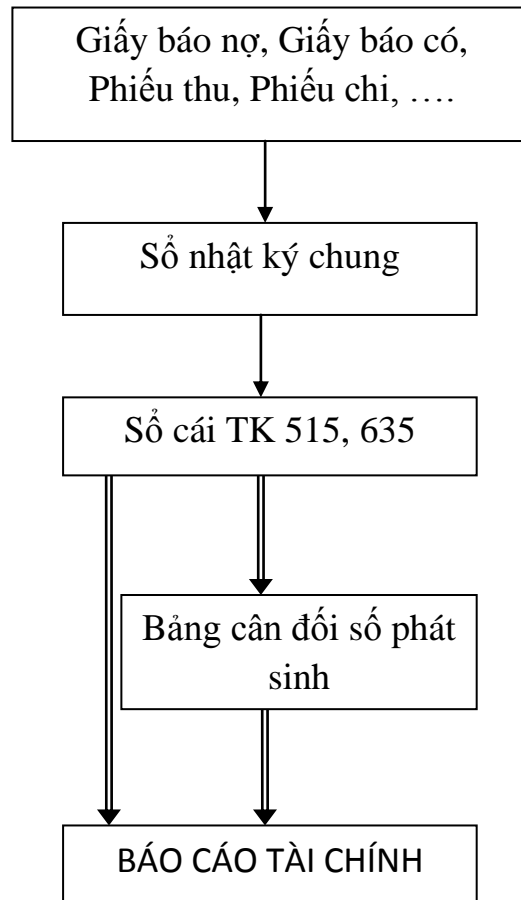 Giấy báo nợ, Giấy báo có,
Phiếu thu, Phiếu chi, ….
Sổ nhật ký chung
Sổ cái TK 515, 635
Bảng cân đối số phát
sinh
BÁO CÁO TÀI CHÍNH